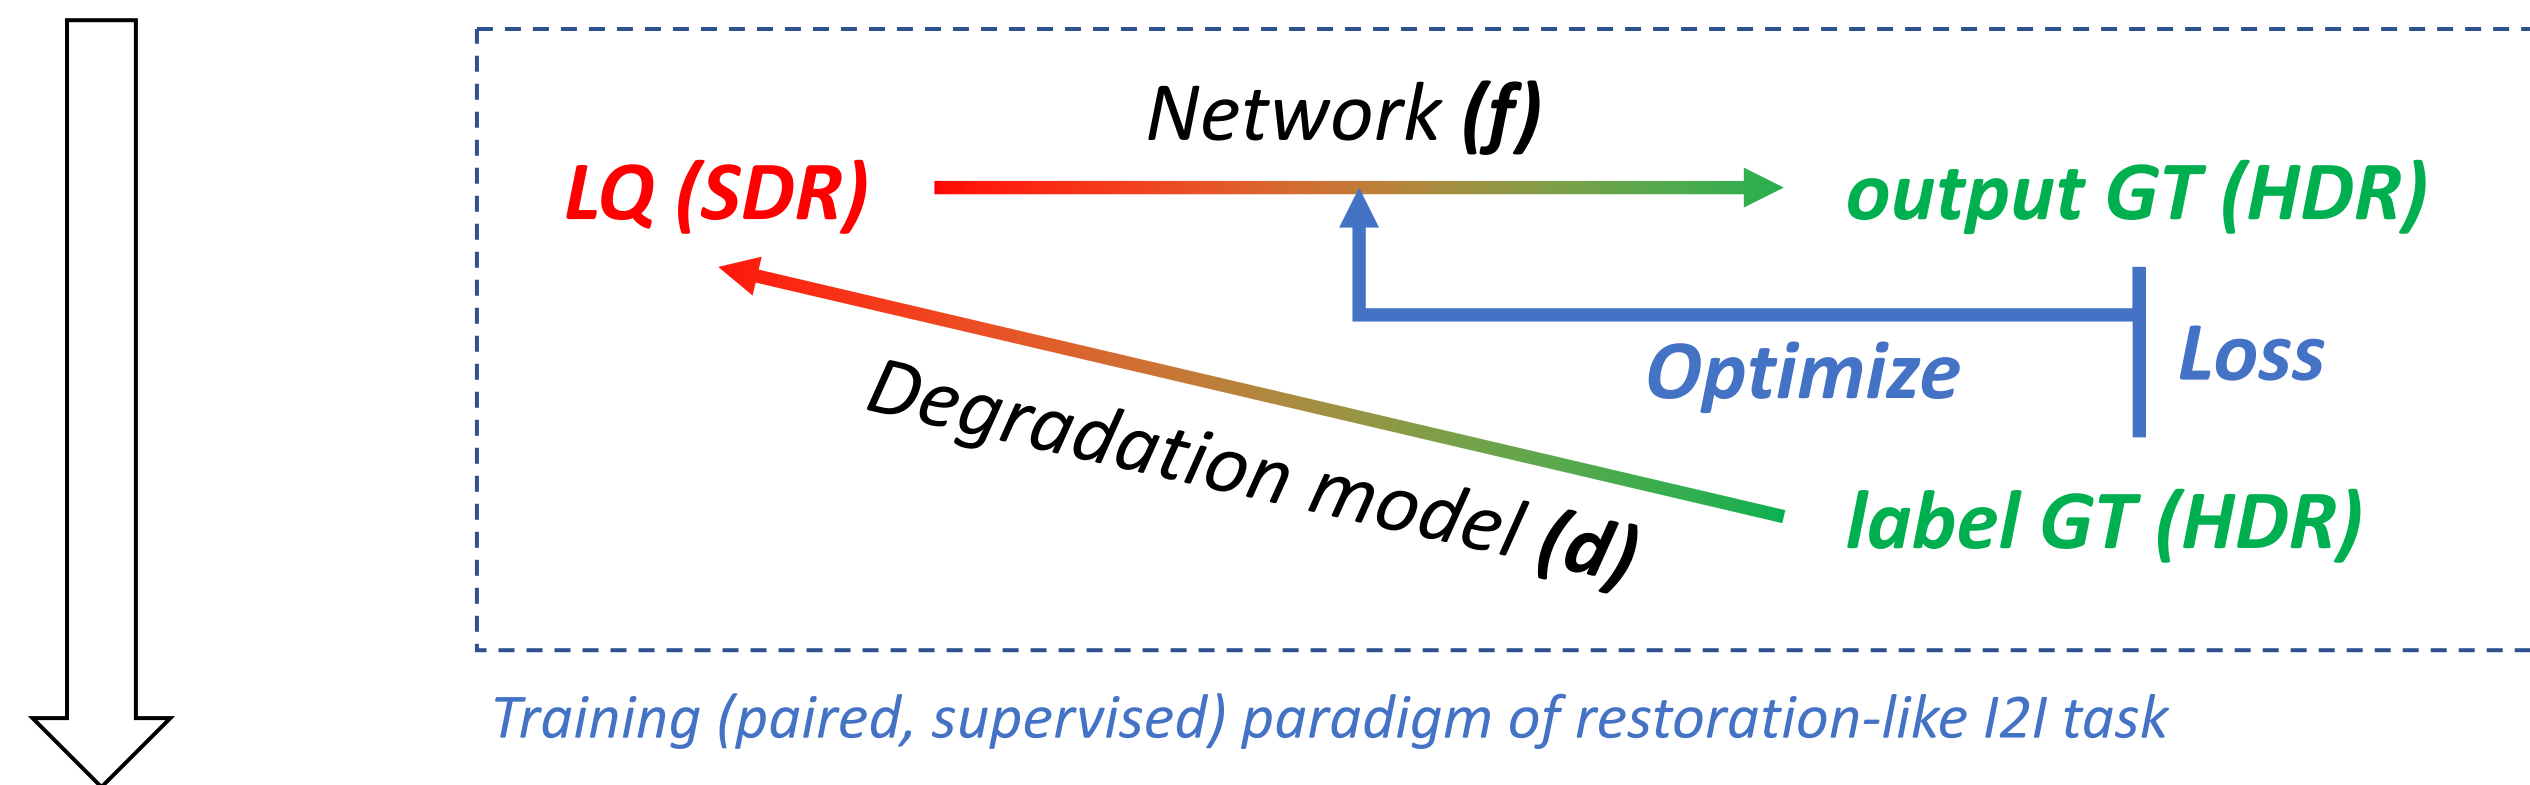 Network (f)
LQ (SDR)
output GT (HDR)
Optimize
Loss
Degradation model (d)
label GT (HDR)
Training (paired, supervised) paradigm of restoration-like I2I task